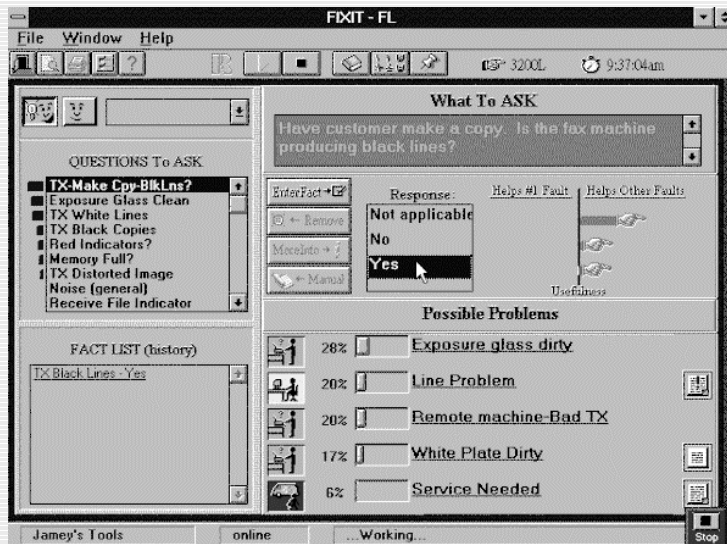 FIXIT - FL
File Window Help
3200L 9:37:04am
What To ASK
Have customer make a copy. Is the fax machine
producing black lines?
QUESTIONS To ASK
TX-Make Cpy-BlkLns?
Exposure Glass Clean
TX White Lines
TX Black Copies
Red Indicators?
Memory Full?
TX Distorted Image
Noise (general)
Receive File Indicator
EnterFact
Remove
MoreInfo
Manual
Response:
Not applicable
No
Yes
Helps #1 Fault Helps Other Faults
Usefulness
Possible Problems
28% Exposure glass dirty
20% Line Problem
20% Remote machine-Bad TX
17% White Plate Dirty
6% Service Needed
FACT LIST (history)
TX Black Lines - Yes
Jamey's Tools online ...Working...
Stop